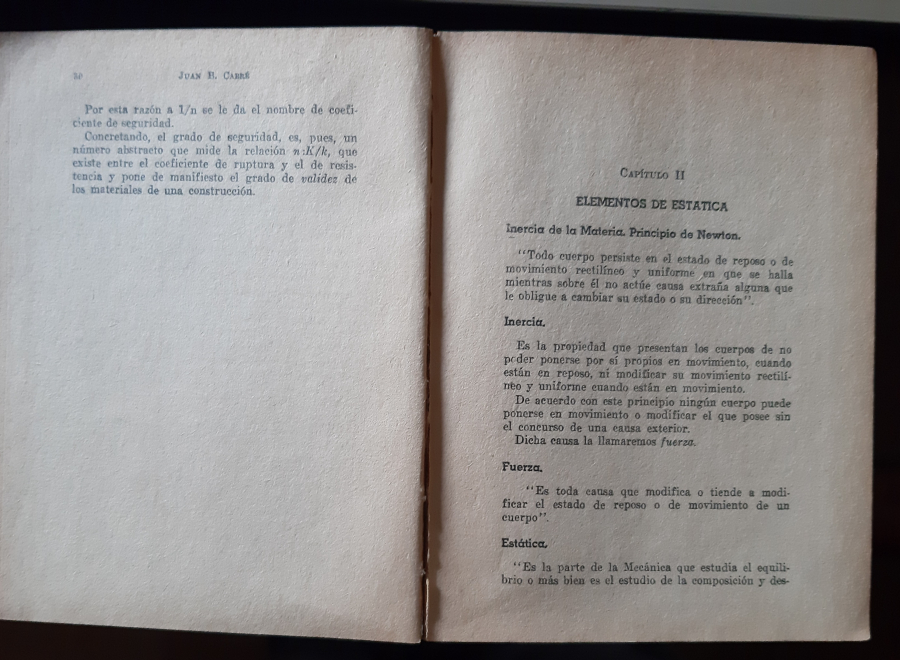 30 JUAN B. CARRÉ
Por esta razón a 1/n se le da el nombre de coefi-
ciente de seguridad.
Concretando, el grado de seguridad, es, pues, un
número abstracto que mide la relación n:K/k, que
existe entre el coeficiente de ruptura y el de resis-
tencia y pone de manifiesto el grado de validez de
los materiales de una construcción.
CAPÍTULO II
ELEMENTOS DE ESTATICA
Inercia de la Materia. Principio de Newton.
"Todo cuerpo persiste en el estado de reposo o de
movimiento rectilíneo y uniforme en que se halla
mientras sobre él no actúe causa extraña alguna que
le obligue a cambiar su estado o su dirección".
Inercia.
Es la propiedad que presentan los cuerpos de no
poder ponerse por sí propios en movimiento, cuando
están en reposo, ni modificar su movimiento rectilí-
neo y uniforme cuando están en movimiento.
De acuerdo con este principio ningún cuerpo puede
ponerse en movimiento o modificar el que posee sin
el concurso de una causa exterior.
Dicha causa la llamaremos fuerza.
Fuerza.
"Es toda causa que modifica o tiende a modi-
ficar el estado de reposo o de movimiento de un
cuerpo".
Estática.
"Es la parte de la Mecánica que estudia el equili-
brio o más bien es el estudio de la composición y des-